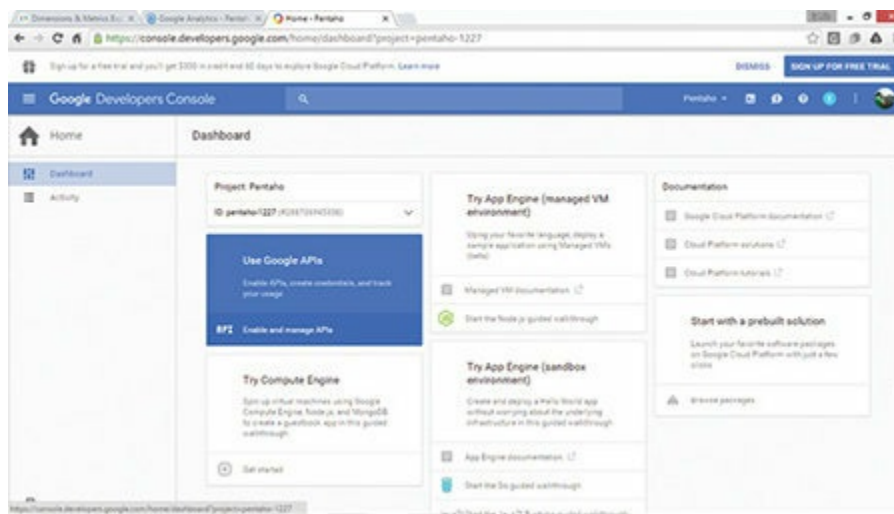 Dimensions & Metrics Ex
Google Analytics - Pentah
Home - Pentaho
https://console.developers.google.com/home/dashboard?project=pentaho-1227
Sign up for a free trial and you'll get $300 in credit and 60 days to explore Google Cloud Platform. Learn more
DISMISS
SIGN UP FOR FREE TRIAL
Google Developers Console
Pentaho
Home
Dashboard
Dashboard
Activity
Project: Pentaho
ID: pentaho-1227
Use Google APIs
Enable APIs, create credentials, and track
your usage
API Enable and manage APIs
Try Compute Engine
Spin up virtual machines using Google
Compute Engine, Node.js, and MongoDB
to create a guestbook app in this guided
walkthrough
Get started
Try App Engine (managed VM
environment)
Using your favorite language, deploy a
sample application using Managed VMs
(beta)
Managed VM documentation
Start the Node.js guided walkthrough
Try App Engine (sandbox
environment)
Create and deploy a Hello World app
without worrying about the underlying
infrastructure in this guided walkthrough
App Engine documentation
Start the Go guided walkthrough
Documentation
Google Cloud Platform documentation
Cloud Platform solutions
Cloud Platform tutorials
Start with a prebuilt solution
Launch your favorite software packages
on Google Cloud Platform with just a few
clicks
Browse packages
https://console.developers.google.com/home/dashboard?project=pentaho-1227